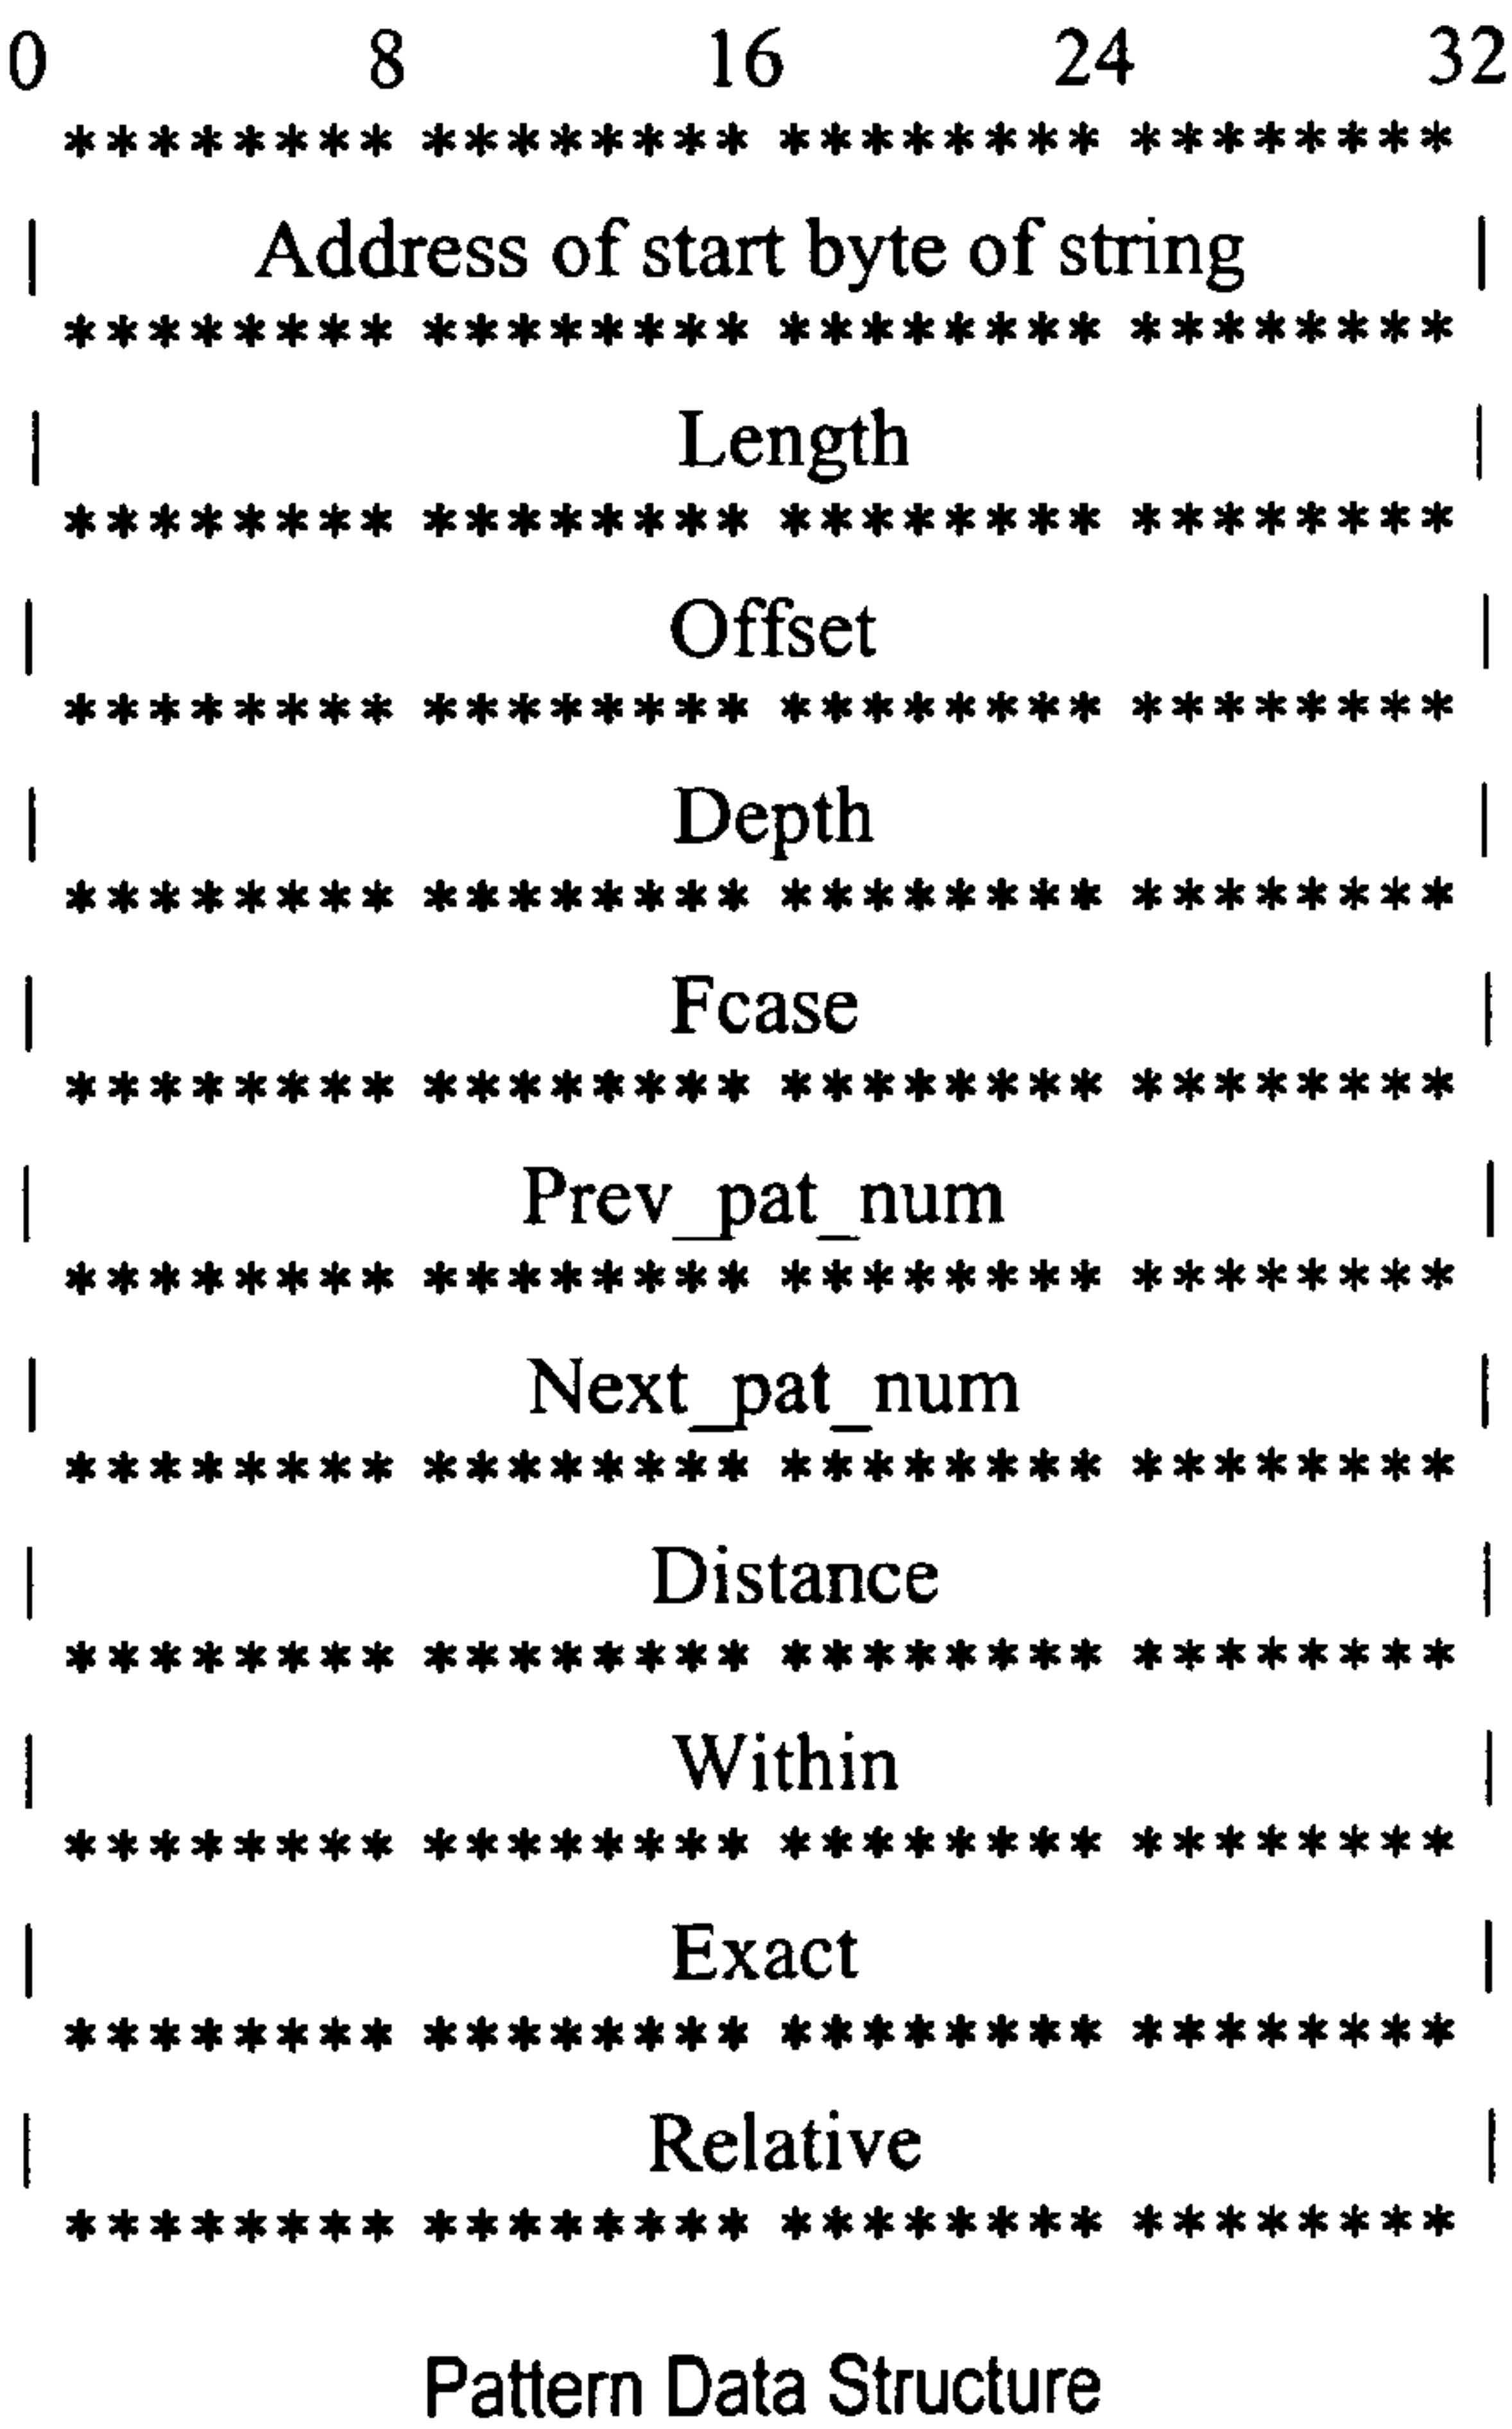 0 8 16 24 32
******** ******** ******** ********
| Address of start byte of string |
******** ******** ******** ********
| Length |
******** ******** ******** ********
| Offset |
******** ******** ******** ********
| Depth |
******** ******** ******** ********
| Fcase |
******** ******** ******** ********
| Prev_pat_num |
******** ******** ******** ********
| Next_pat_num |
******** ******** ******** ********
| Distance |
******** ******** ******** ********
| Within |
******** ******** ******** ********
| Exact |
******** ******** ******** ********
| Relative |
******** ******** ******** ********
Pattern Data Structure